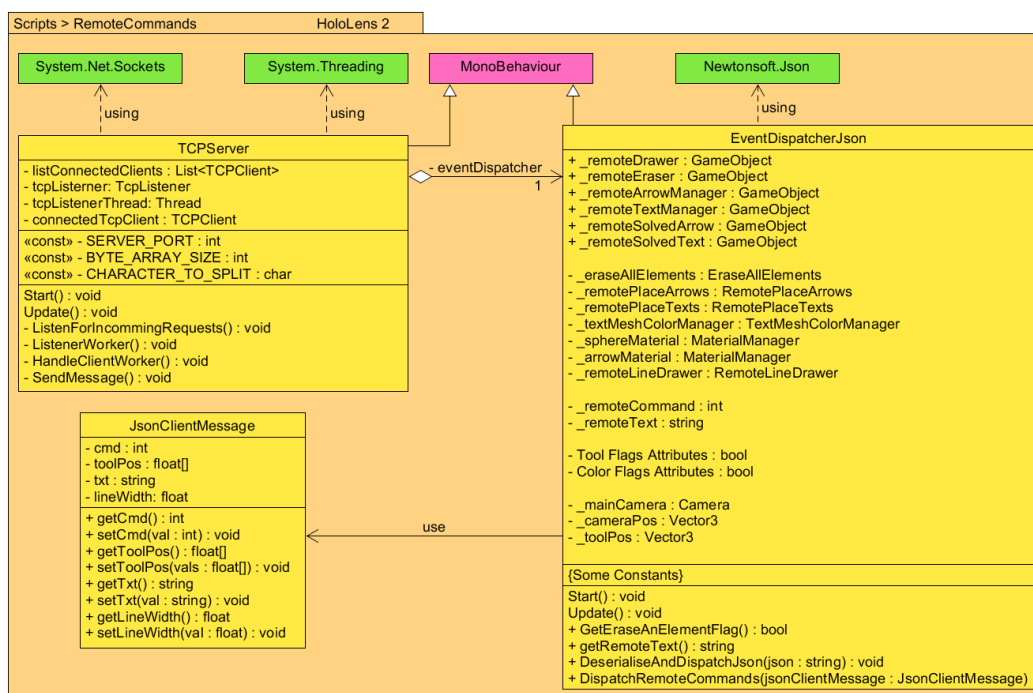 Scripts > RemoteCommands HoloLens 2
System.Net.Sockets
System.Threading
MonoBehaviour
Newtonsoft.Json
using
using
using
TCPServer
- listConnectedClients : List<TCPClient>
- tcpListerner: TcpListener
- tcpListenerThread: Thread
- connectedTcpClient : TCPClient
«const» - SERVER_PORT : int
«const» - BYTE_ARRAY_SIZE : int
«const» - CHARACTER_TO_SPLIT : char
Start() : void
Update() : void
- ListenForIncommingRequests() : void
- ListenerWorker() : void
- HandleClientWorker() : void
- SendMessage() : void
- eventDispatcher
1
EventDispatcherJson
+ _remoteDrawer : GameObject
+ _remoteEraser : GameObject
+ _remoteArrowManager : GameObject
+ _remoteTextManager : GameObject
+ _remoteSolvedArrow : GameObject
+ _remoteSolvedText : GameObject
- _eraseAllElements : EraseAllElements
- _remotePlaceArrows : RemotePlaceArrows
- _remotePlaceTexts : RemotePlaceTexts
- _textMeshColorManager : TextMeshColorManager
- _sphereMaterial : MaterialManager
- _arrowMaterial : MaterialManager
- _remoteLineDrawer : RemoteLineDrawer
- _remoteCommand : int
- _remoteText : string
- Tool Flags Attributes : bool
- Color Flags Attributes : bool
- _mainCamera : Camera
- _cameraPos : Vector3
- _toolPos : Vector3
{Some Constants}
Start() : void
Update() : void
+ GetEraseAnElementFlag() : bool
+ getRemoteText() : string
+ DeserialiseAndDispatchJson(json : string) : void
+ DispatchRemoteCommands(jsonClientMessage : JsonClientMessage)
JsonClientMessage
- cmd : int
- toolPos : float[]
- txt : string
- lineWidth: float
+ getCmd() : int
+ setCmd(val : int) : void
+ getToolPos() : float[]
+ setToolPos(vals : float[]) : void
+ getTxt() : string
+ setTxt(val : string) : void
+ getLineWidth() : float
+ setLineWidth(val : float) : void
use